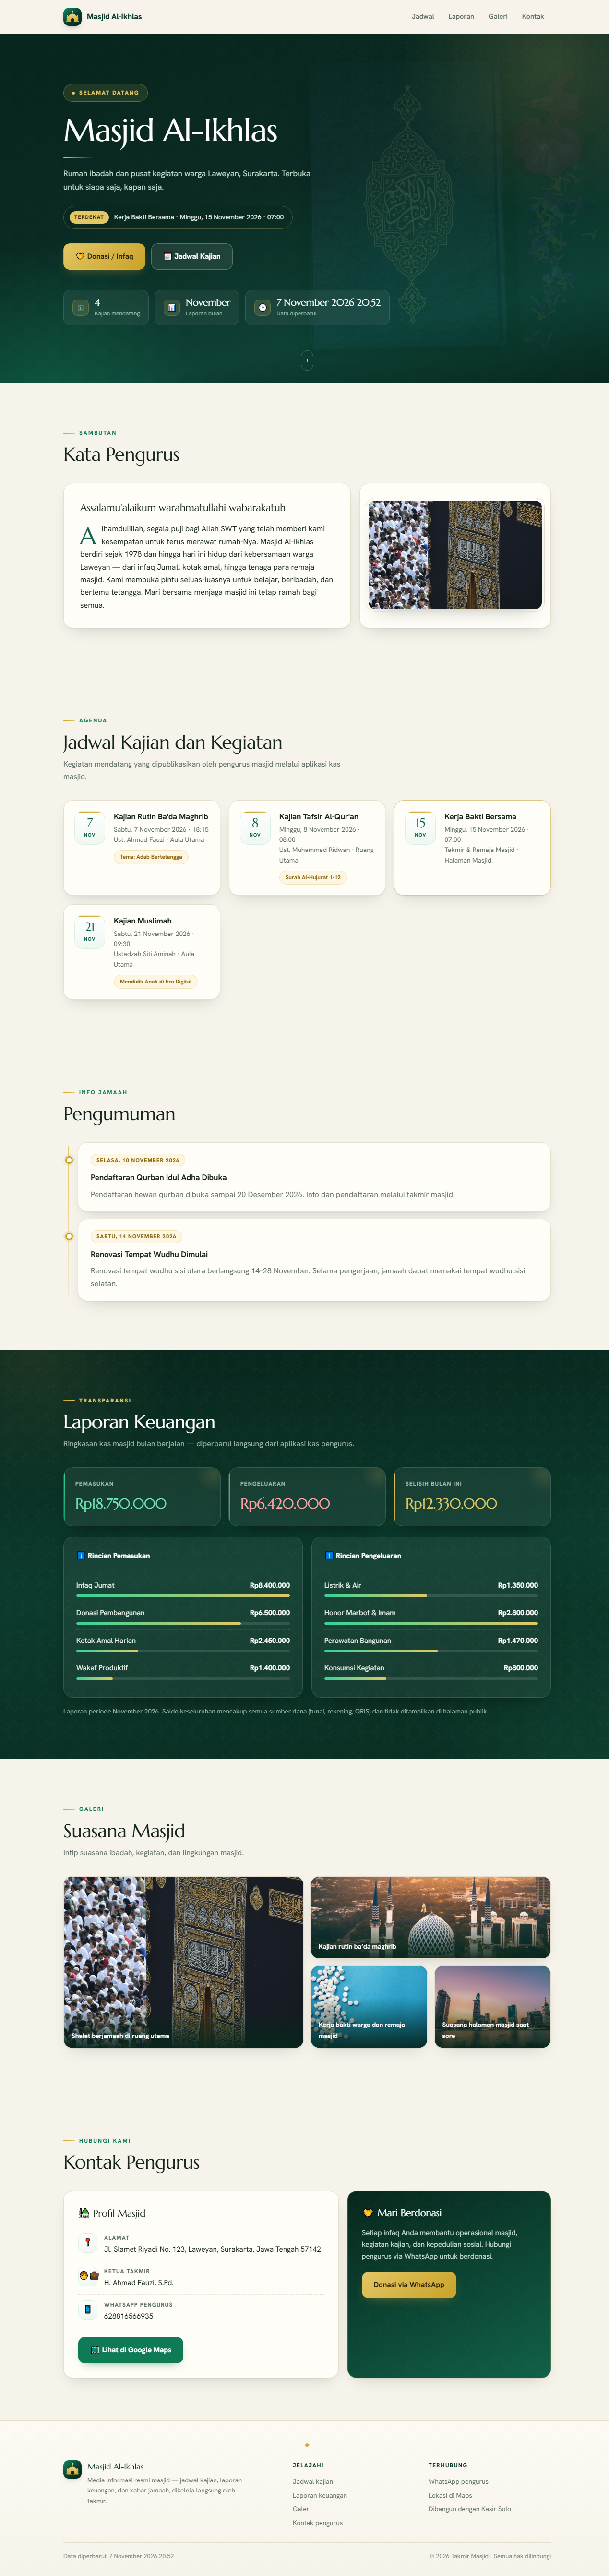 Masjid Al-Ikhlas
Jadwal
Laporan
Galeri
Kontak
SELAMAT DATANG
Masjid Al-Ikhlas
Rumah ibadah dan pusat kegiatan warga Laweyan, Surakarta. Terbuka
untuk siapa saja, kapan saja.
TERDEKAT Kerja Bakti Bersama · Minggu, 15 November 2026 · 07:00
Donasi / Infaq
Jadwal Kajian
4
Kajian mendatang
November
Laporan bulan
7 November 2026 20.52
Data diperbarui
SAMBUTAN
Kata Pengurus
Assalamu'alaikum warahmatullahi wabarakatuh
Alhamdulillah, segala puji bagi Allah SWT yang telah memberi kami
kesempatan untuk terus merawat rumah-Nya. Masjid Al-Ikhlas
berdiri sejak 1978 dan hingga hari ini hidup dari kebersamaan warga
Laweyan — dari infaq Jumat, kotak amal, hingga tenaga para remaja
masjid. Kami membuka pintu seluas-luasnya untuk belajar, beribadah, dan
bertemu tetangga. Mari bersama menjaga masjid ini tetap ramah bagi
semua.
AGENDA
Jadwal Kajian dan Kegiatan
Kegiatan mendatang yang dipublikasikan oleh pengurus masjid melalui aplikasi kas
masjid.
7
NOV
Kajian Rutin Ba'da Maghrib
Sabtu, 7 November 2026 · 18:15
Ust. Ahmad Fauzi · Aula Utama
Tema: Adab Bertetangga
8
NOV
Kajian Tafsir Al-Qur'an
Minggu, 8 November 2026 ·
08:00
Ust. Muhammad Ridwan · Ruang
Utama
Surah Al-Hujurat 1-12
15
NOV
Kerja Bakti Bersama
Minggu, 15 November 2026 ·
07:00
Takmir & Remaja Masjid ·
Halaman Masjid
21
NOV
Kajian Muslimah
Sabtu, 21 November 2026 ·
09:30
Ustadzah Siti Aminah · Aula
Utama
Mendidik Anak di Era Digital
INFO JAMAAH
Pengumuman
SELASA, 10 NOVEMBER 2026
Pendaftaran Qurban Idul Adha Dibuka
Pendaftaran hewan qurban dibuka sampai 20 Desember 2026. Info dan pendaftaran melalui takmir masjid.
SABTU, 14 NOVEMBER 2026
Renovasi Tempat Wudhu Dimulai
Renovasi tempat wudhu sisi utara berlangsung 14–28 November. Selama pengerjaan, jamaah dapat memakai tempat wudhu sisi
selatan.
TRANSPARANSI
Laporan Keuangan
Ringkasan kas masjid bulan berjalan — diperbarui langsung dari aplikasi kas pengurus.
PEMASUKAN
Rp18.750.000
PENGELUARAN
Rp6.420.000
SELISIH BULAN INI
Rp12.330.000
Rincian Pemasukan
Infaq Jumat Rp8.400.000
Donasi Pembangunan Rp6.500.000
Kotak Amal Harian Rp2.450.000
Wakaf Produktif Rp1.400.000
Rincian Pengeluaran
Listrik & Air Rp1.350.000
Honor Marbot & Imam Rp2.800.000
Perawatan Bangunan Rp1.470.000
Konsumsi Kegiatan Rp800.000
Laporan periode November 2026. Saldo keseluruhan mencakup semua sumber dana (tunai, rekening, QRIS) dan tidak ditampilkan di halaman publik.
GALERI
Suasana Masjid
Intip suasana ibadah, kegiatan, dan lingkungan masjid.
Shalat berjamaah di ruang utama
Kajian rutin ba'da maghrib
Kerja bakti warga dan remaja
masjid
Suasana halaman masjid saat
sore
HUBUNGI KAMI
Kontak Pengurus
Profil Masjid
ALAMAT
Jl. Slamet Riyadi No. 123, Laweyan, Surakarta, Jawa Tengah 57142
KETUA TAKMIR
H. Ahmad Fauzi, S.Pd.
WHATSAPP PENGURUS
628816566935
Lihat di Google Maps
Mari Berdonasi
Setiap infaq Anda membantu operasional masjid,
kegiatan kajian, dan kepedulian sosial. Hubungi
pengurus via WhatsApp untuk berdonasi.
Donasi via WhatsApp
Masjid Al-Ikhlas
Media informasi resmi masjid — jadwal kajian, laporan
keuangan, dan kabar jamaah, dikelola langsung oleh
takmir.
JELAJAHI
Jadwal kajian
Laporan keuangan
Galeri
Kontak pengurus
TERHUBUNG
WhatsApp pengurus
Lokasi di Maps
Dibangun dengan Kasir Solo
Data diperbarui: 7 November 2026 20.52
© 2026 Takmir Masjid · Semua hak dilindungi